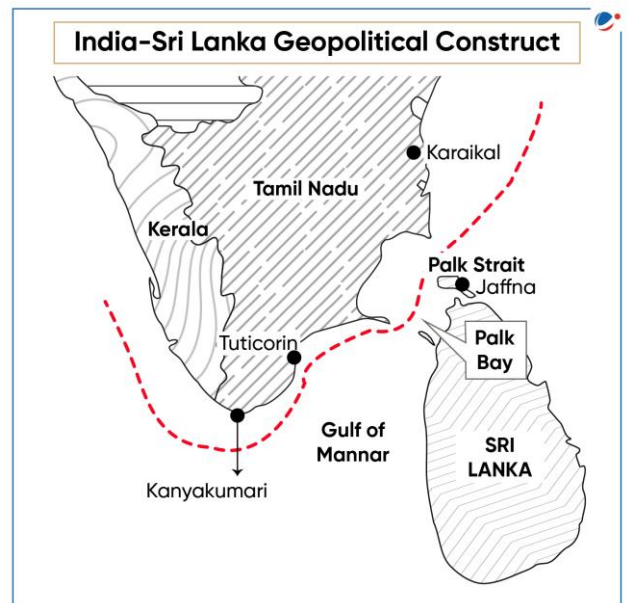 India-Sri Lanka Geopolitical Construct
Karaikal
Tamil Nadu
Kerala
Palk Strait
Jaffna
Tuticorin
Palk
Bay
Gulf of
Mannar
SRI
LANKA
Kanyakumari